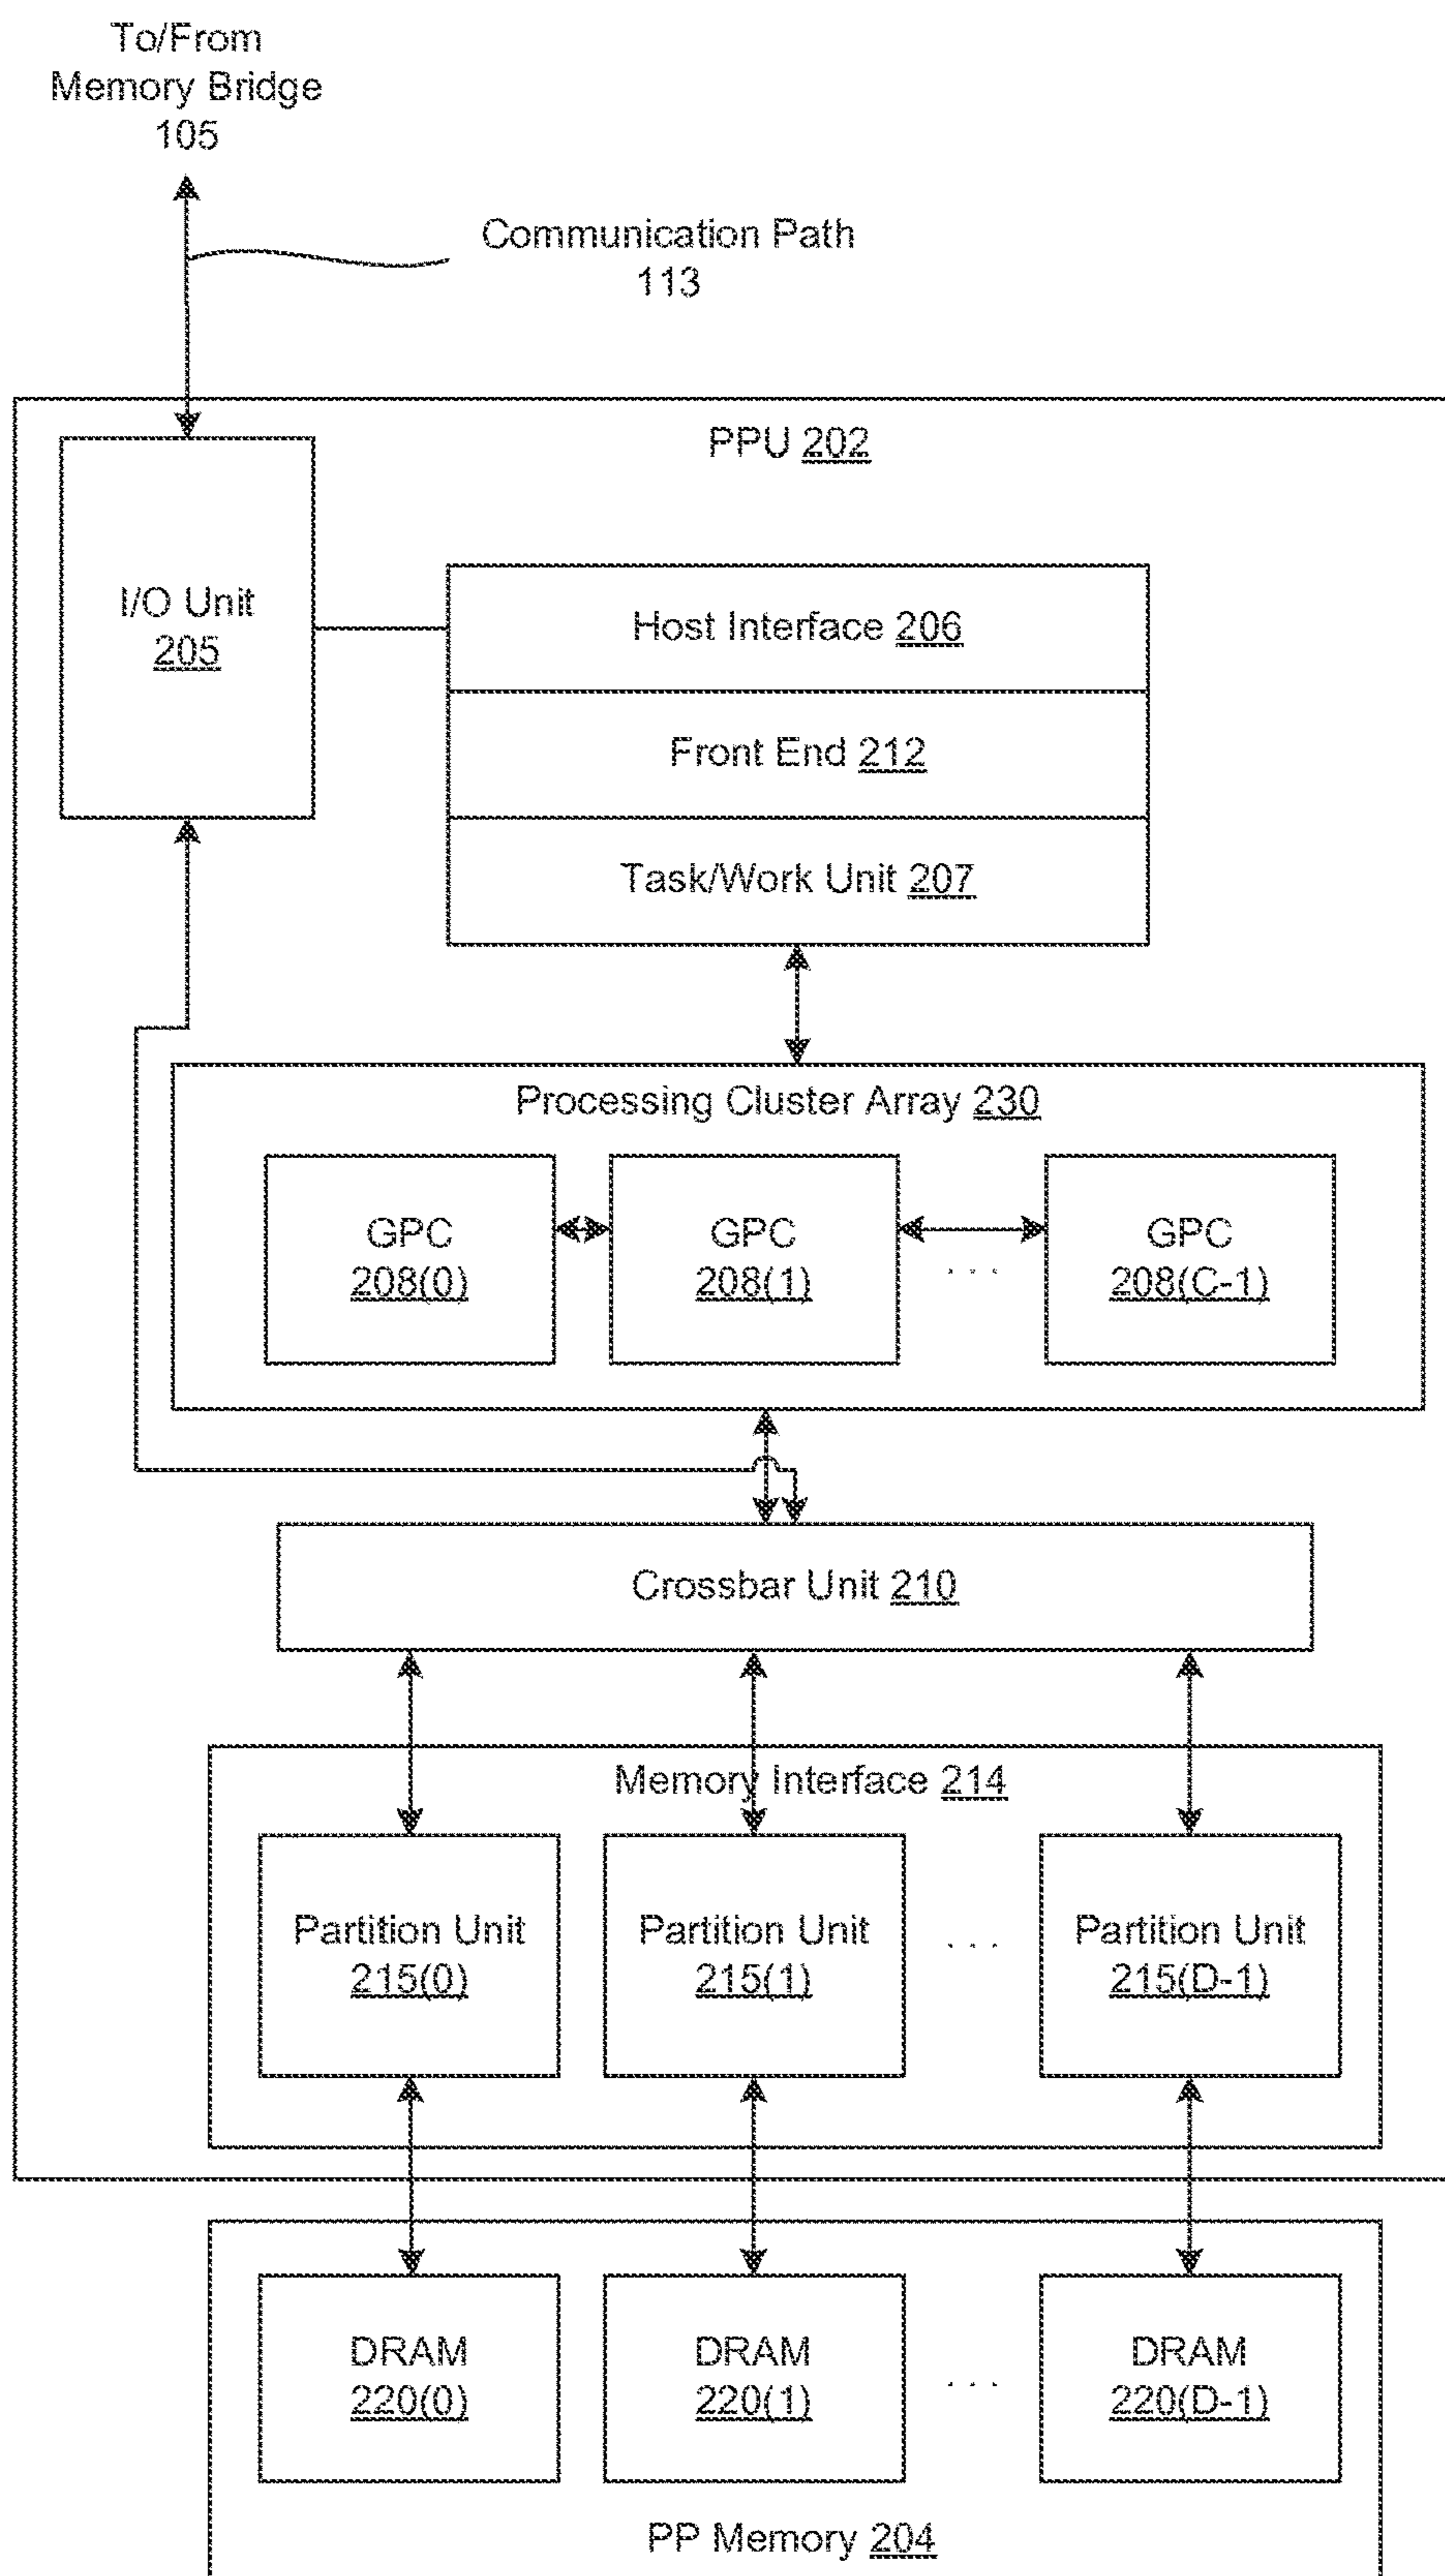 To/From
Memory Bridge
105
Communication Path
113
PPU 202
I/O Unit
205
Host Interface 206
Front End 212
Task/Work Unit 207
Processing Cluster Array 230
GPC
208(0)
GPC
208(1)
. . .
GPC
208(C-1)
Crossbar Unit 210
Memory Interface 214
Partition Unit
215(0)
Partition Unit
215(1)
. . .
Partition Unit
215(D-1)
DRAM
220(0)
DRAM
220(1)
. . .
DRAM
220(D-1)
PP Memory 204